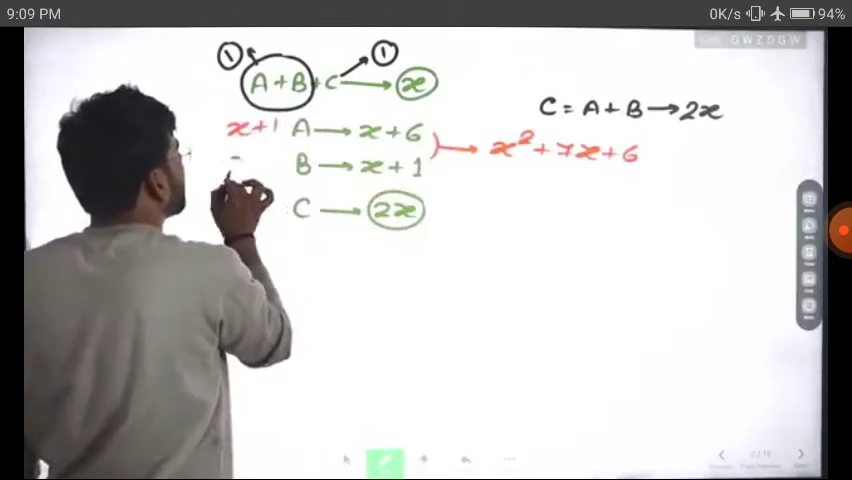 9:09 PM 0K/s 94%
G W Z D G W
① ①
A + B + C → x
C = A + B → 2x
x+1 A → x+6
B → x+1
→ x² + 7x + 6
C → 2x